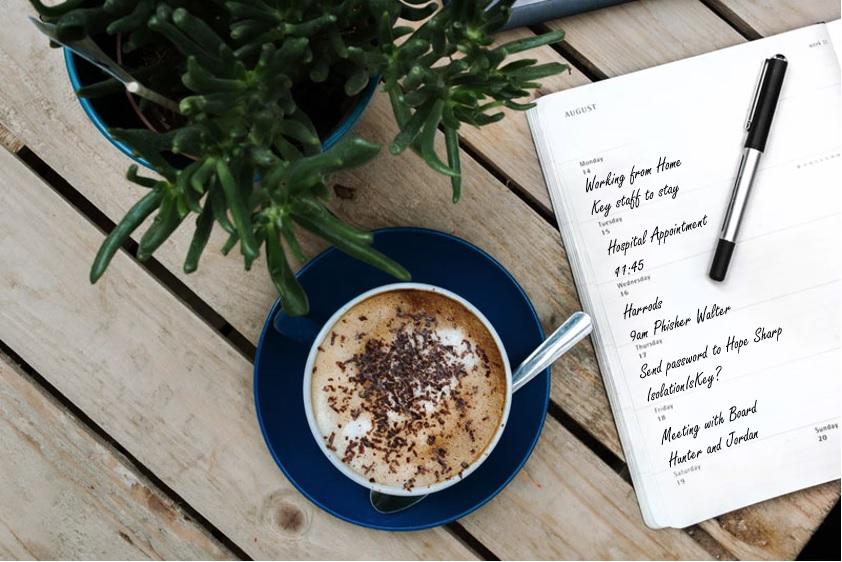 week 33
AUGUST
Monday
14
Working from Home
Key staff to stay
Tuesday
15
Hospital Appointment
11:45
Wednesday
16
Harrods
9am Phisher Walter
Thursday
17
Send password to Hope Sharp
IsolationIsKey?
Friday
18
Meeting with Board
Hunter and Jordan
Saturday
19
Sunday
20